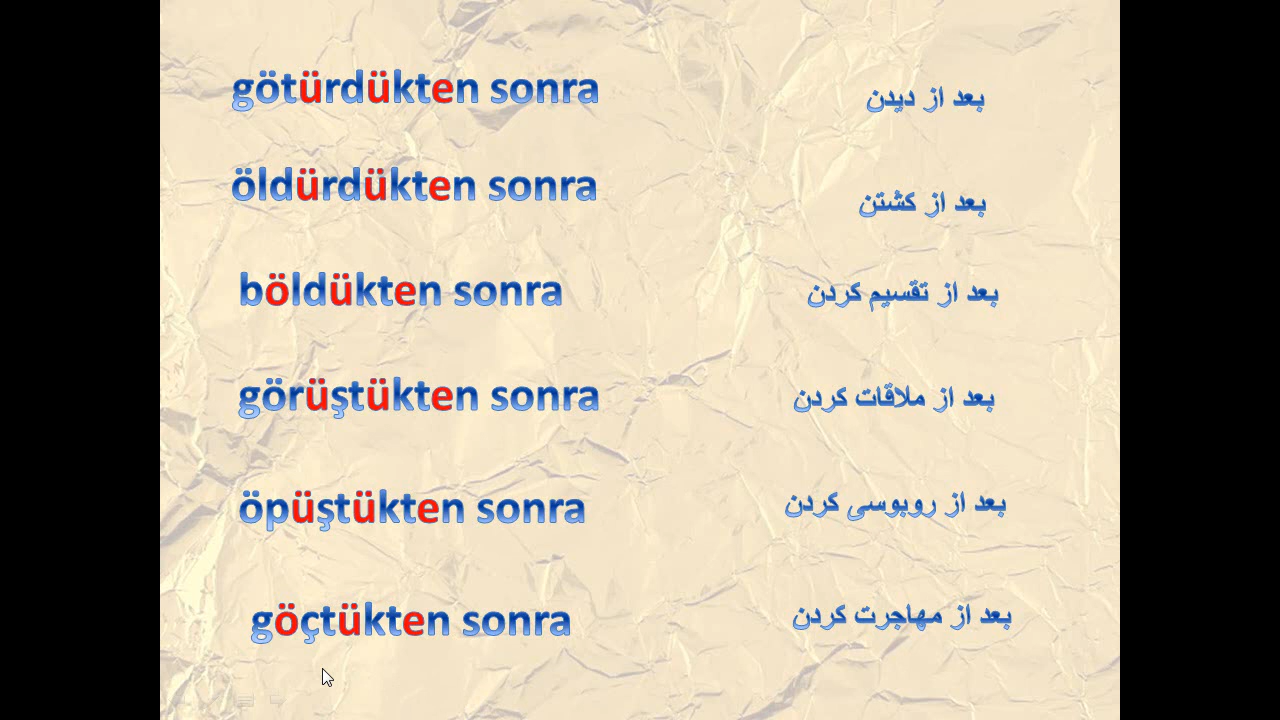 götürdükten sonra بعد از دیدن
öldürdükten sonra بعد از کشتن
böldükten sonra بعد از تقسیم کردن
görüştükten sonra بعد از ملاقات کردن
öpüştükten sonra بعد از روبوسی کردن
göçtükten sonra بعد از مهاجرت کردن